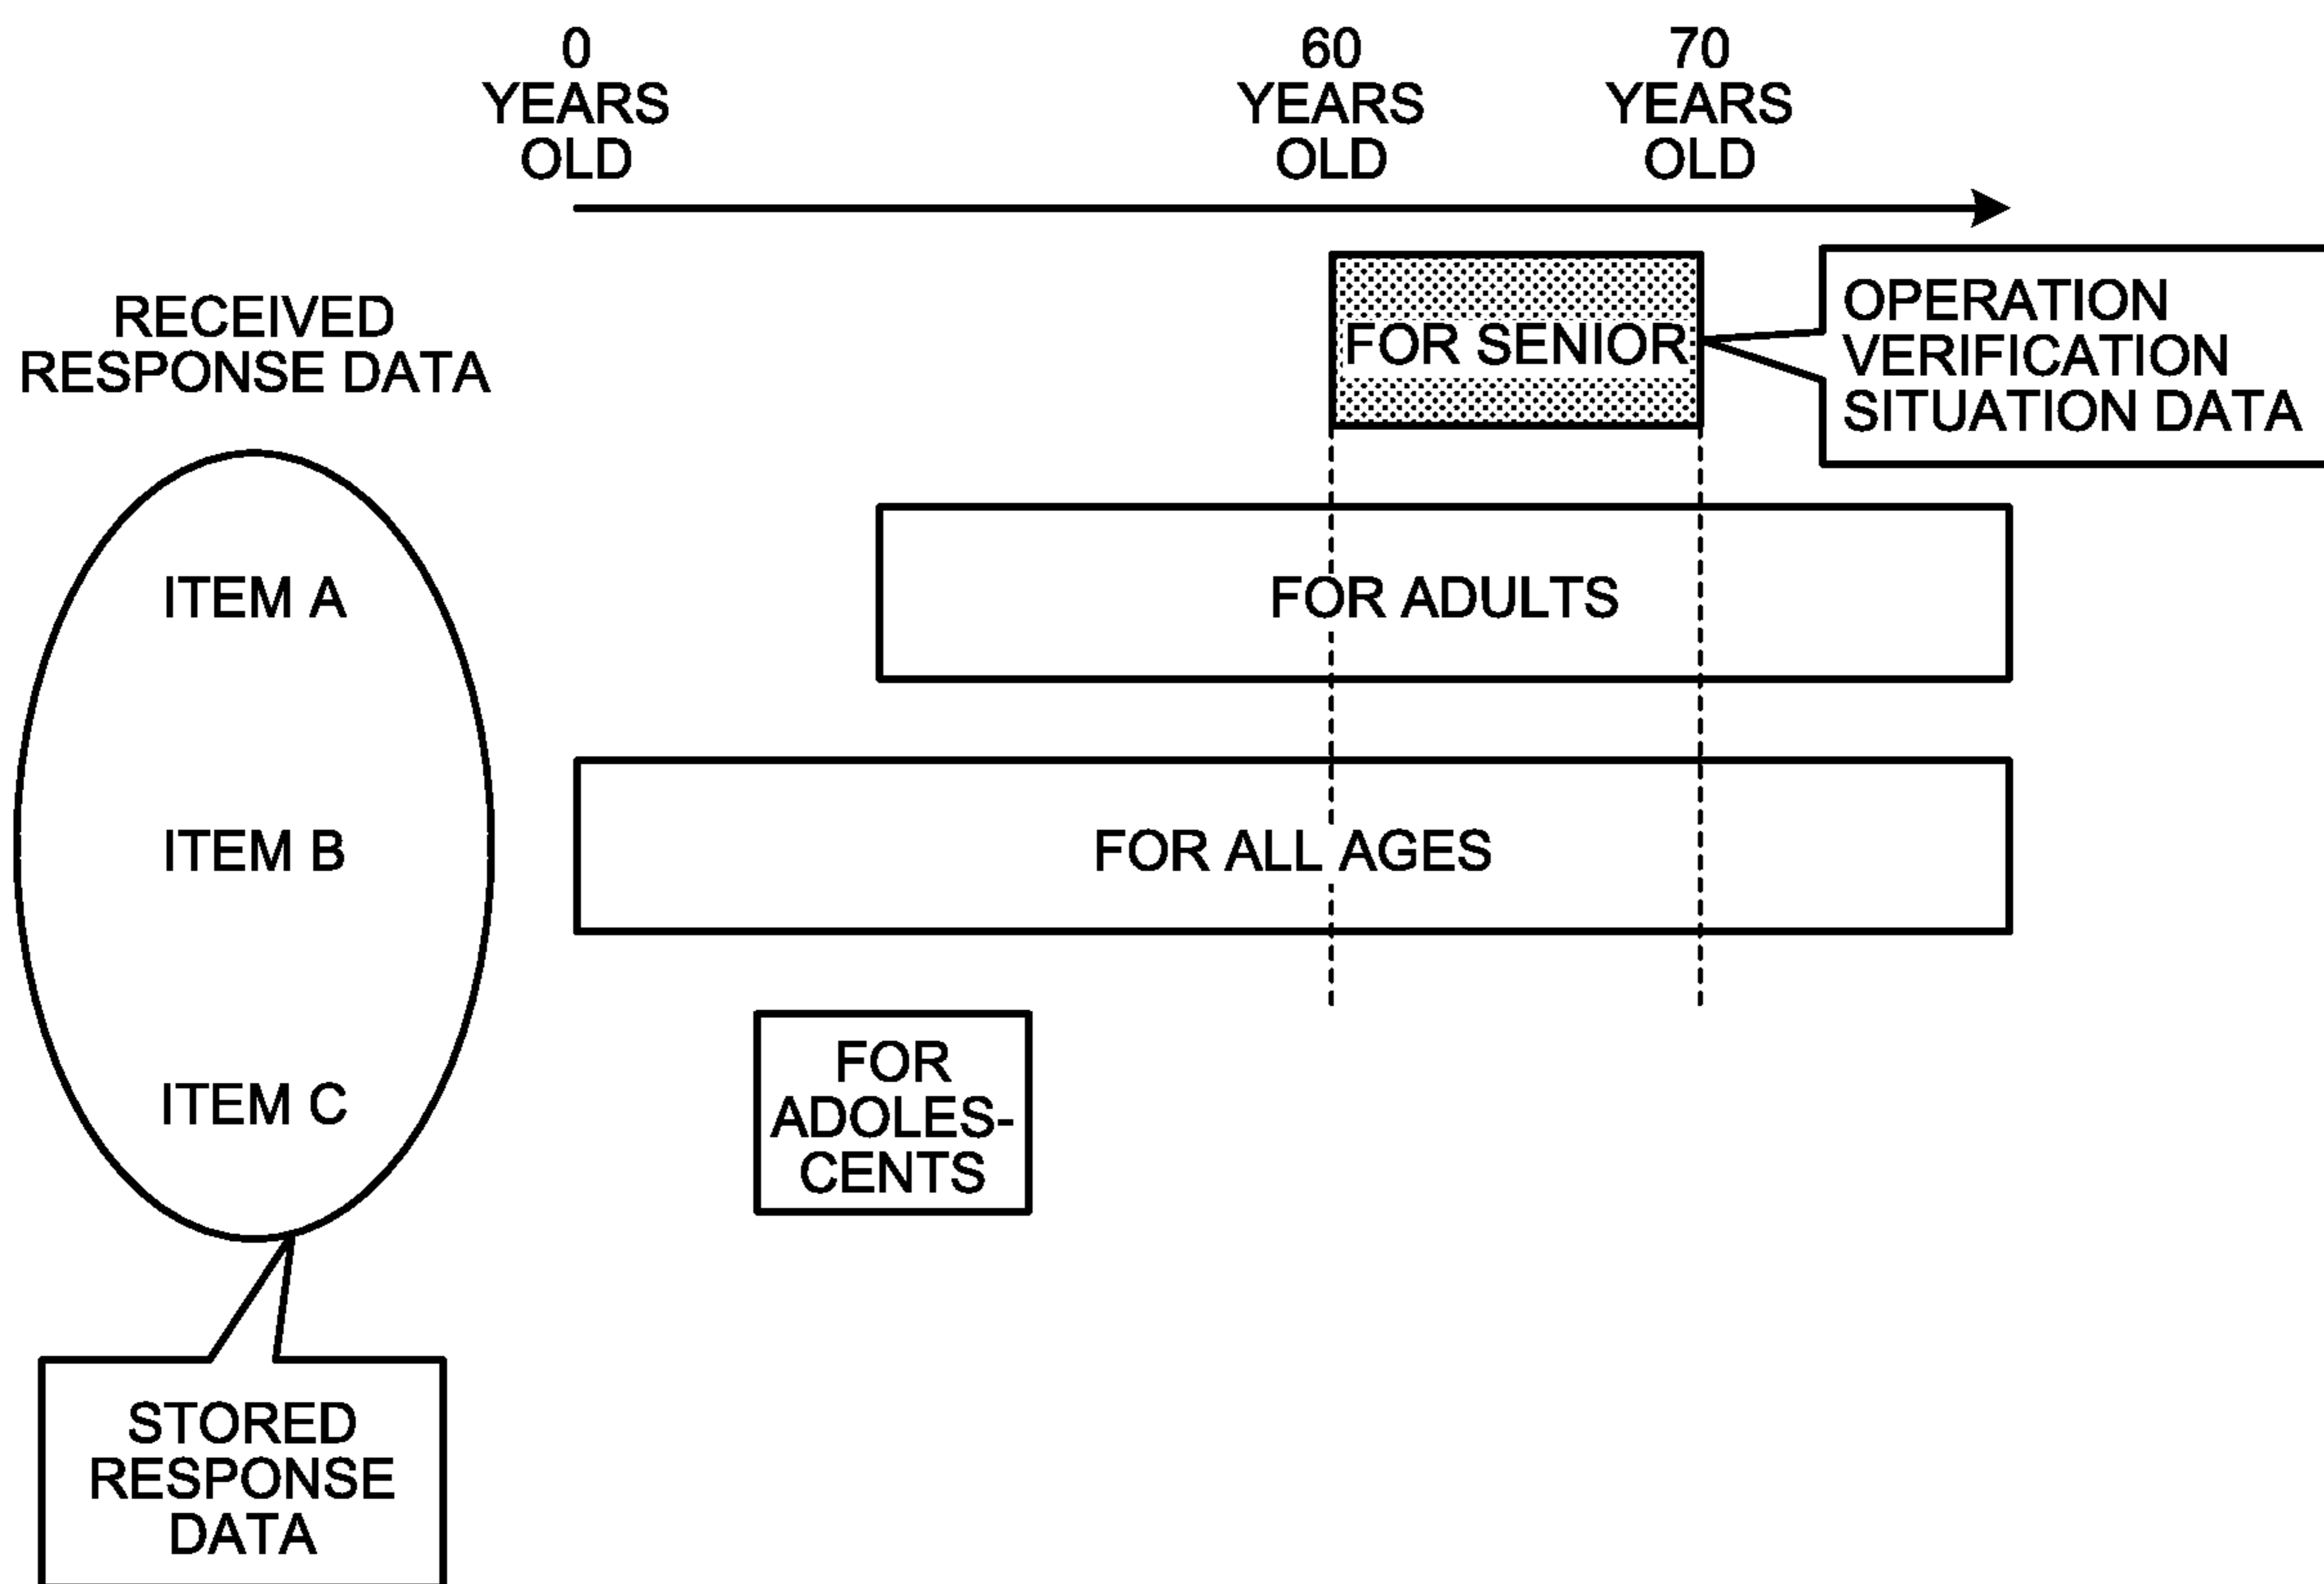 0
YEARS
OLD
60
YEARS
OLD
70
YEARS
OLD
RECEIVED
RESPONSE DATA
FOR SENIOR
OPERATION
VERIFICATION
SITUATION DATA
ITEM A
FOR ADULTS
ITEM B
FOR ALL AGES
ITEM C
FOR
ADOLES-
CENTS
STORED
RESPONSE
DATA